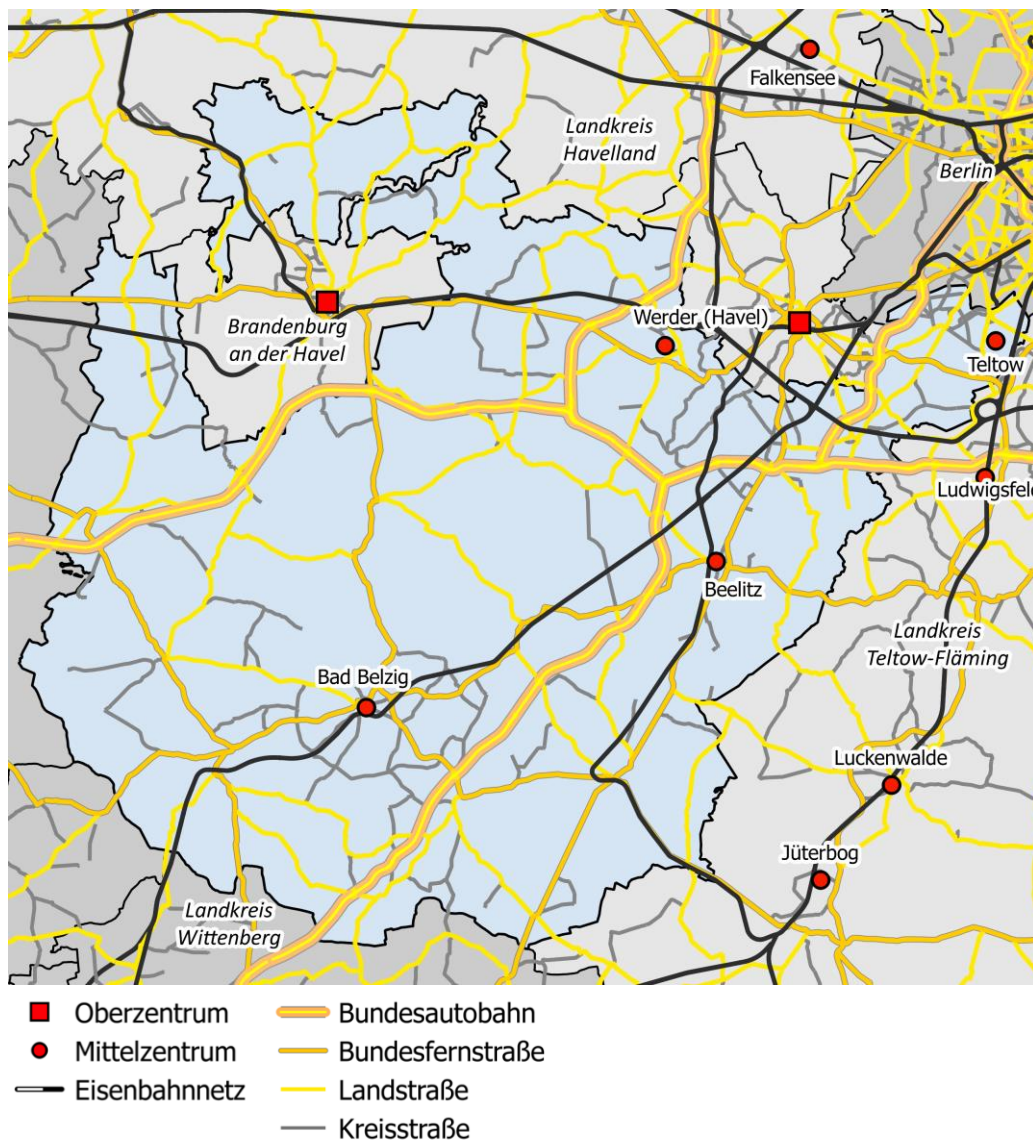 Falkensee
Landkreis
Havelland
Berlin
Werder (Havel)
Brandenburg
an der Havel
Teltow
Ludwigsfeld
Beelitz
Landkreis
Teltow-Fläming
Bad Belzig
Luckenwalde
Jüterbog
Landkreis
Wittenberg
Oberzentrum
Bundesautobahn
Mittelzentrum
Bundesfernstraße
Eisenbahnnetz
Landstraße
Kreisstraße